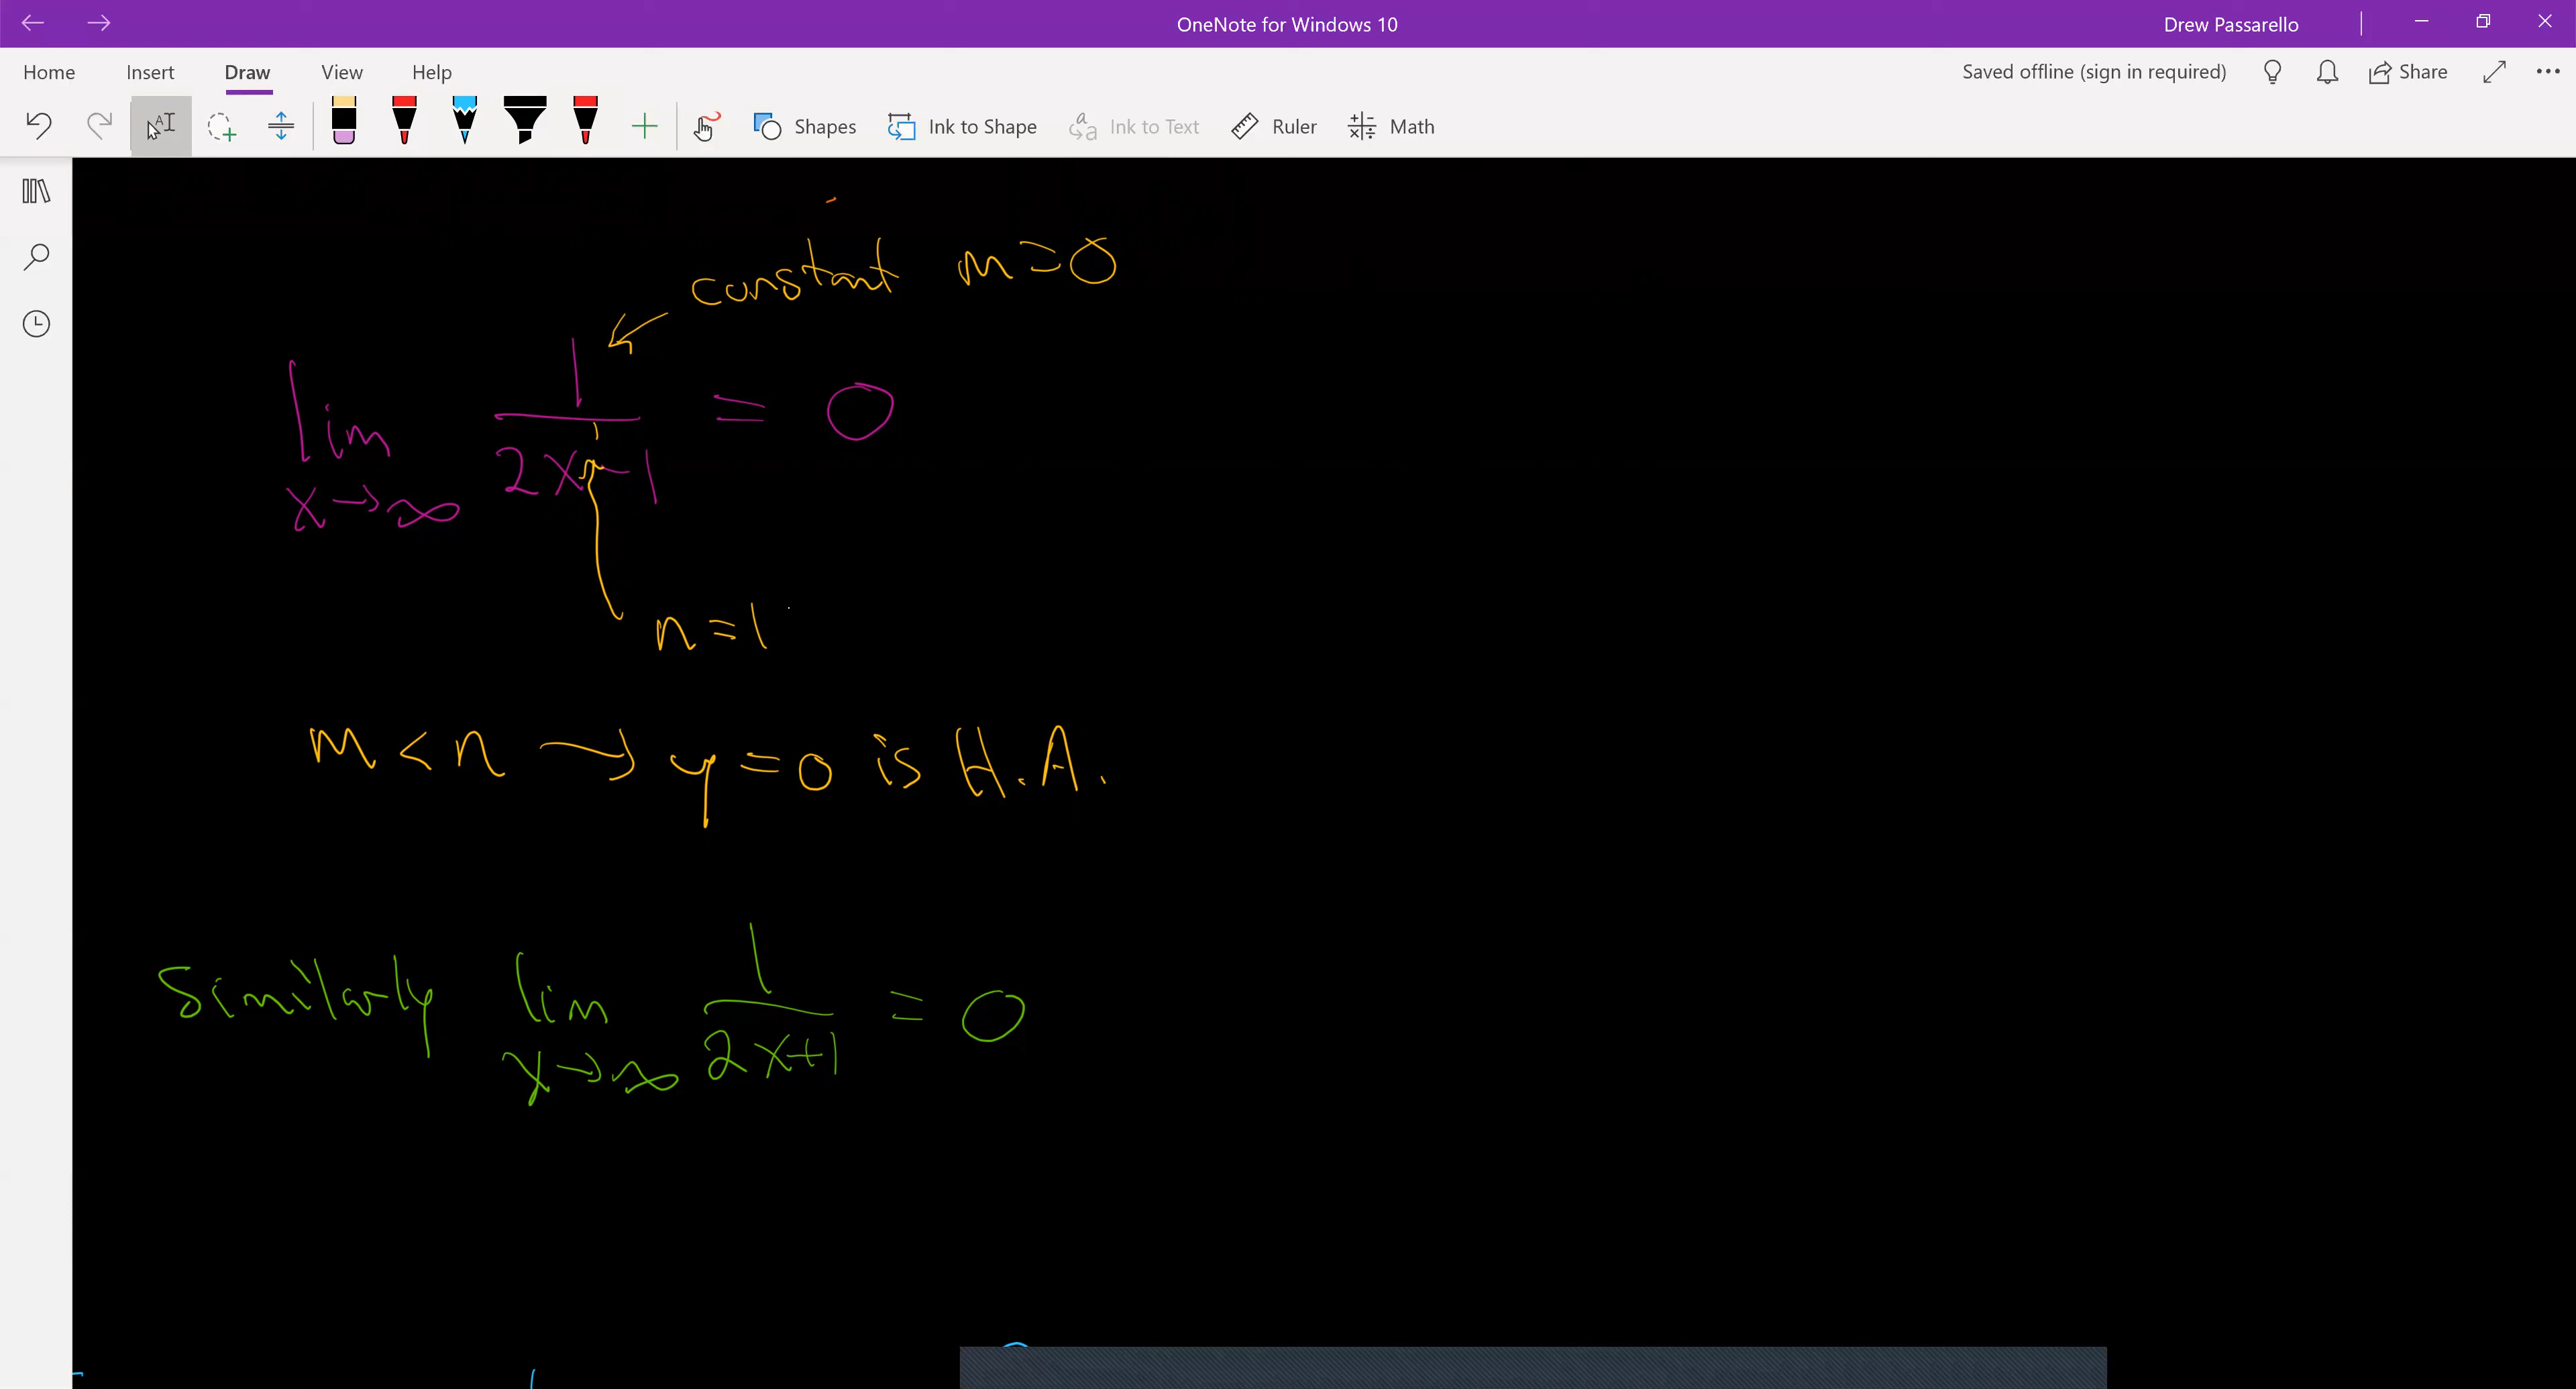 OneNote for Windows 10
Drew Passarello
Home Insert Draw View Help
Saved offline (sign in required) Share
Shapes Ink to Shape Ink to Text Ruler Math
constant m = 0
lim x→∞ 1/(2x-1) = 0
n = 1
m < n → y = 0 is H.A.
Similarly lim x→∞ 1/(2x+1) = 0